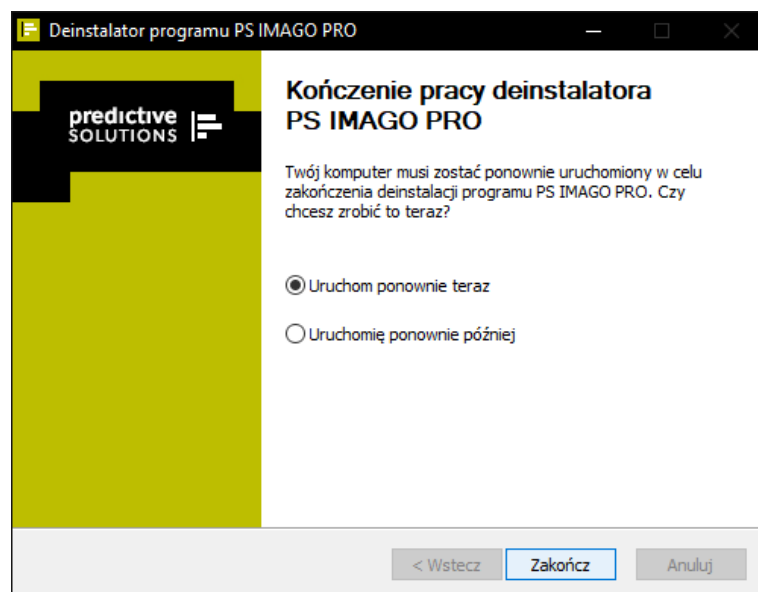 Deinstalator programu PS IMAGO PRO
predictive
SOLUTIONS
Kończenie pracy deinstalatora
PS IMAGO PRO
Twój komputer musi zostać ponownie uruchomiony w celu
zakończenia deinstalacji programu PS IMAGO PRO. Czy
chcesz zrobić to teraz?
Uruchom ponownie teraz
Uruchomię ponownie później
< Wstecz
Zakończ
Anuluj